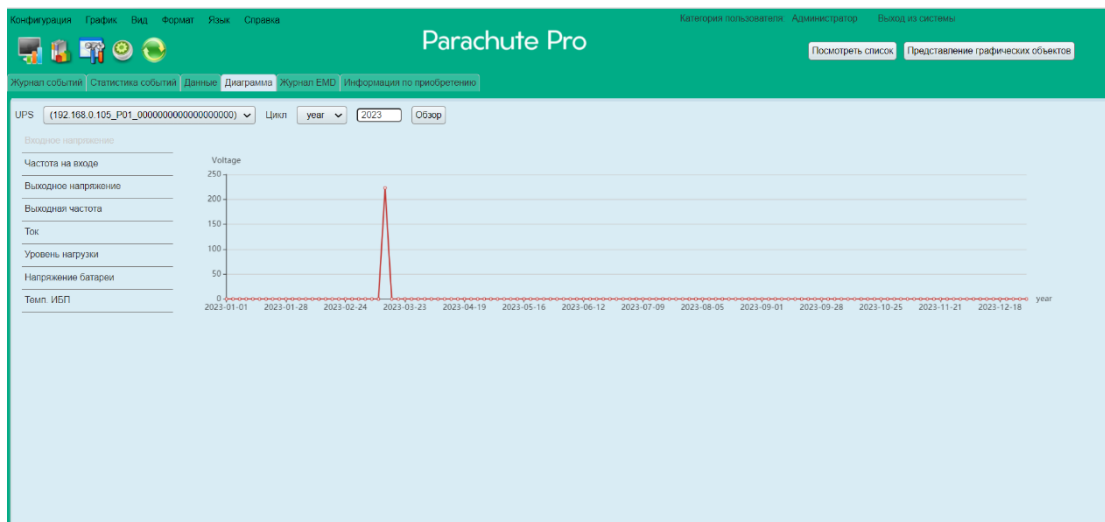 Конфигурация График Вид Формат Язык Справка
Категория пользователя Администратор Выход из системы
Parachute Pro
Посмотреть список Представление графических объектов
Журнал событий Статистика событий Данные Диаграмма Журнал EMD Информация по приобретению
UPS (192.168.0.105_P01_00000000000000000000) Цикл year 2023 Обзор
Входное напряжение
Частота на входе
Выходное напряжение
Выходная частота
Ток
Уровень нагрузки
Напряжение батареи
Темп. ИБП
Voltage
250
200
150
100
50
0
2023-01-01 2023-01-28 2023-02-24 2023-03-23 2023-04-19 2023-05-16 2023-06-12 2023-07-09 2023-08-05 2023-09-01 2023-09-28 2023-10-25 2023-11-21 2023-12-18 year